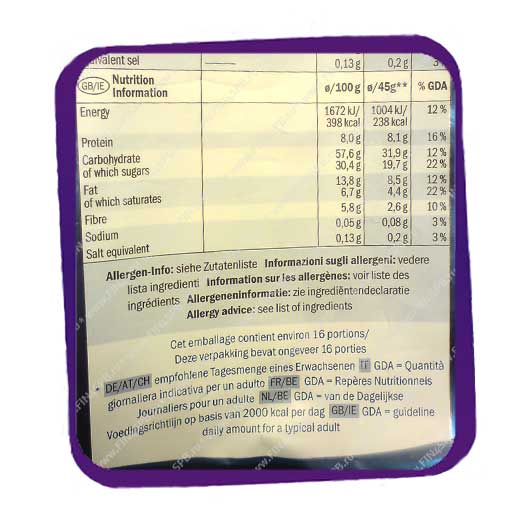 ivalent sel 0,13 g 0,2 g 3%
GB/IE Nutrition
Information ø/100 g ø/45g** % GDA
Energy 1672 kJ/ 1004 kJ/ 12 %
398 kcal 238 kcal
Protein 8,0 g 8,1 g 16 %
Carbohydrate 57,6 g 31,9 g 12 %
of which sugars 30,4 g 19,7 g 22 %
Fat 13,8 g 8,5 g 12 %
of which saturates 6,7 g 4,4 g 22 %
Fibre 5,8 g 2,6 g 10 %
Sodium 0,05 g 0,08 g 3 %
Salt equivalent 0,13 g 0,2 g 3 %
Allergen-Info: siehe Zutatenliste Informazioni sugli allergeni: vedere
lista ingredienti Information sur les allergènes: voir liste des
ingrédients Allergeneninformatie: zie ingrediëntendeclaratie
Allergy advice: see list of ingredients
Cet emballage contient environ 16 portions/
Deze verpakking bevat ongeveer 16 porties
* DE/AT/CH empfohlene Tagesmenge eines Erwachsenen IT GDA = Quantità
giornaliera indicativa per un adulto FR/BE GDA = Repères Nutritionneis
Journaliers pour un adulte NL/BE GDA = van de Dagelijkse
Voedingsrichtlijn op basis van 2000 kcal per dag GB/IE GDA = guideline
daily amount for a typical adult